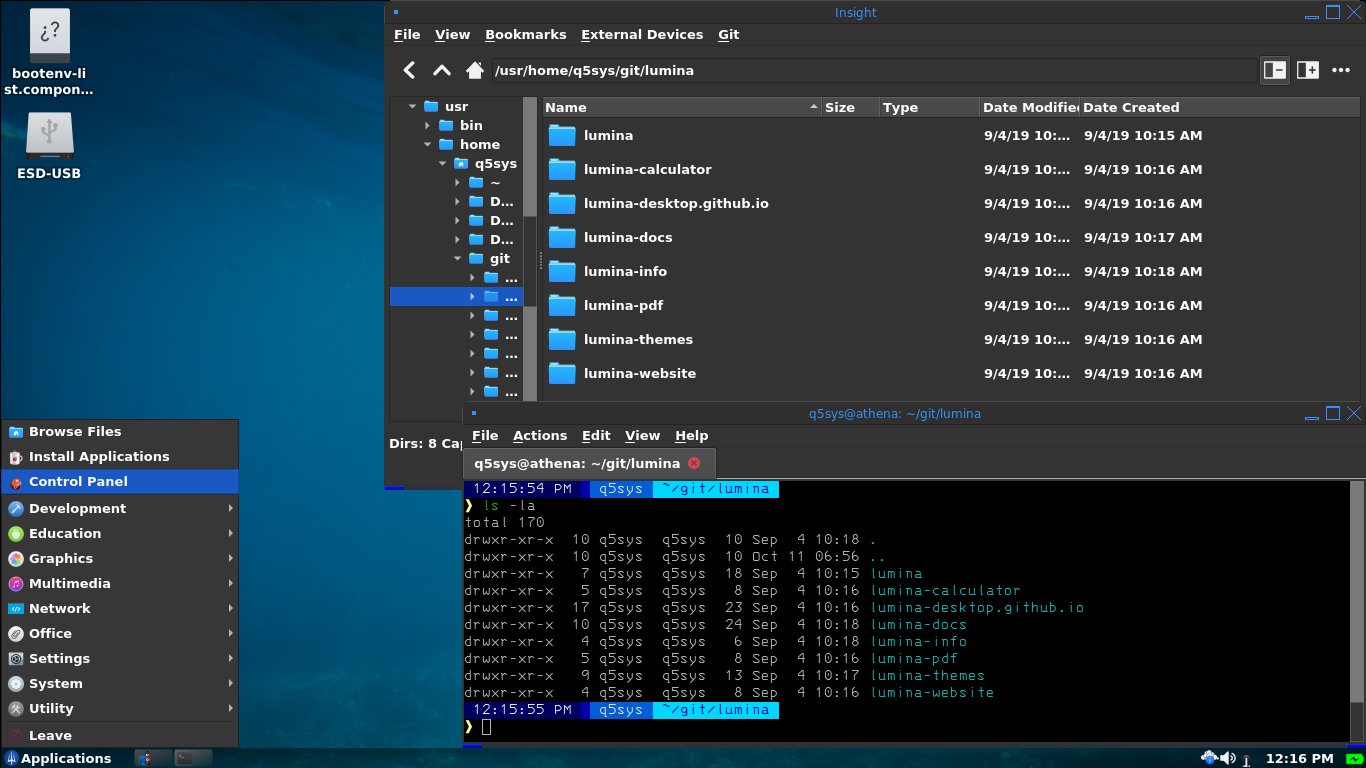 ¿?
bootenv-li
st.compon...
ESD-USB
Insight
File View Bookmarks External Devices Git
/usr/home/q5sys/git/lumina
usr
bin
home
q5sys
~
D...
D...
D...
git
...
...
...
...
...
...
...
Name Size Type Date Modifie Date Created
lumina 9/4/19 10:... 9/4/19 10:15 AM
lumina-calculator 9/4/19 10:... 9/4/19 10:16 AM
lumina-desktop.github.io 9/4/19 10:... 9/4/19 10:16 AM
lumina-docs 9/4/19 10:... 9/4/19 10:17 AM
lumina-info 9/4/19 10:... 9/4/19 10:18 AM
lumina-pdf 9/4/19 10:... 9/4/19 10:16 AM
lumina-themes 9/4/19 10:... 9/4/19 10:16 AM
lumina-website 9/4/19 10:... 9/4/19 10:16 AM
Dirs: 8 Ca
q5sys@athena: ~/git/lumina
File Actions Edit View Help
q5sys@athena: ~/git/lumina
12:15:54 PM q5sys ~/git/lumina
❯ ls -la
total 170
drwxr-xr-x 10 q5sys q5sys 10 Sep 4 10:18 .
drwxr-xr-x 10 q5sys q5sys 10 Oct 11 06:56 ..
drwxr-xr-x 7 q5sys q5sys 18 Sep 4 10:15 lumina
drwxr-xr-x 5 q5sys q5sys 8 Sep 4 10:16 lumina-calculator
drwxr-xr-x 17 q5sys q5sys 23 Sep 4 10:16 lumina-desktop.github.io
drwxr-xr-x 10 q5sys q5sys 24 Sep 4 10:18 lumina-docs
drwxr-xr-x 4 q5sys q5sys 6 Sep 4 10:18 lumina-info
drwxr-xr-x 5 q5sys q5sys 8 Sep 4 10:16 lumina-pdf
drwxr-xr-x 9 q5sys q5sys 13 Sep 4 10:17 lumina-themes
drwxr-xr-x 4 q5sys q5sys 8 Sep 4 10:16 lumina-website
12:15:55 PM q5sys ~/git/lumina
❯
Browse Files
Install Applications
Control Panel
Development
Education
Graphics
Multimedia
Network
Office
Settings
System
Utility
Leave
Applications
12:16 PM